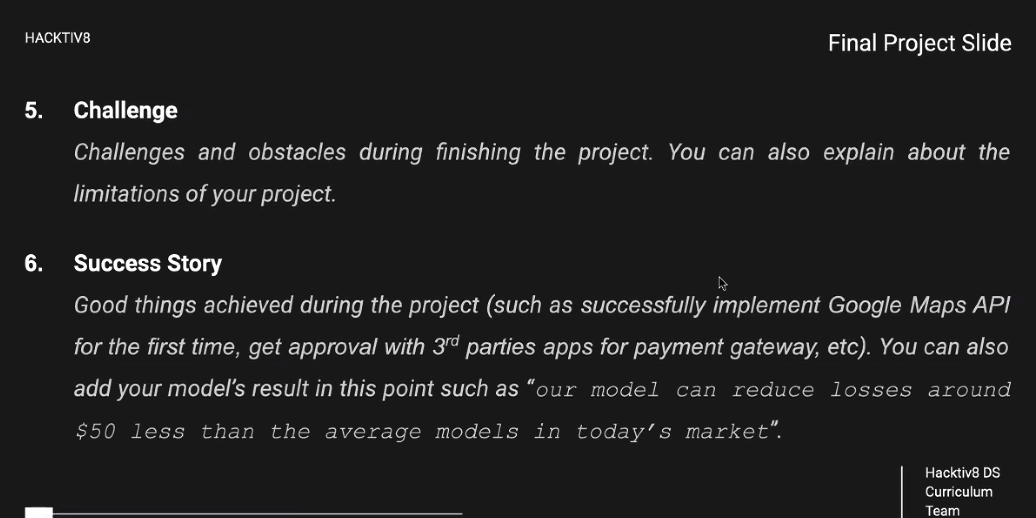 HACKTIV8
Final Project Slide
5. Challenge
Challenges and obstacles during finishing the project. You can also explain about the
limitations of your project.
6. Success Story
Good things achieved during the project (such as successfully implement Google Maps API
for the first time, get approval with 3rd parties apps for payment gateway, etc). You can also
add your model's result in this point such as “our model can reduce losses around
$50 less than the average models in today's market”.
Hacktiv8 DS
Curriculum
Team